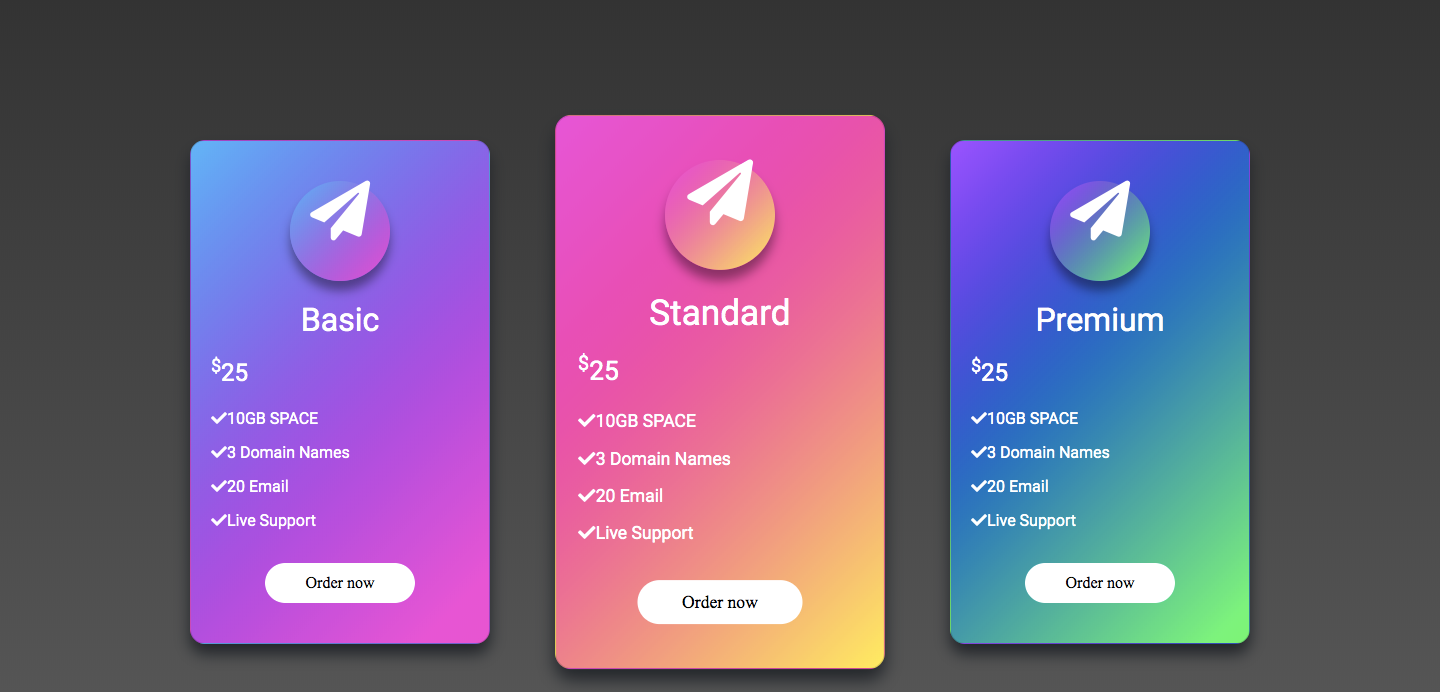 Basic
$25
10GB SPACE
3 Domain Names
20 Email
Live Support
Order now
Standard
$25
10GB SPACE
3 Domain Names
20 Email
Live Support
Order now
Premium
$25
10GB SPACE
3 Domain Names
20 Email
Live Support
Order now